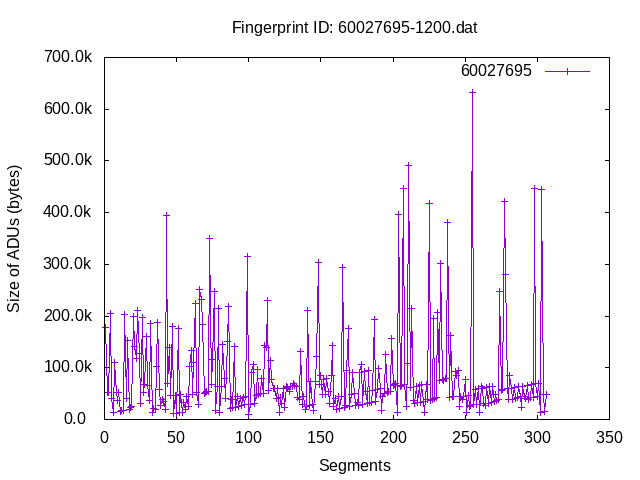 Fingerprint ID: 60027695-1200.dat
60027695
Size of ADUs (bytes)
700.0k
600.0k
500.0k
400.0k
300.0k
200.0k
100.0k
0.0
0 50 100 150 200 250 300 350
Segments